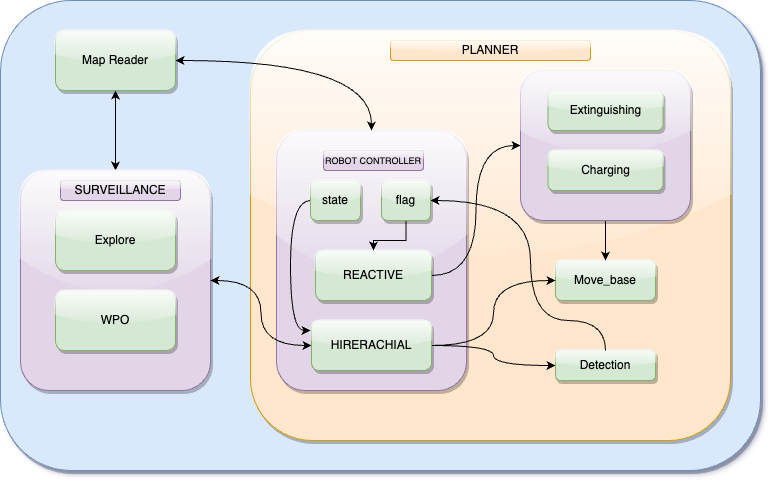 Map Reader
PLANNER
Extinguishing
Charging
ROBOT CONTROLLER
SURVEILLANCE
state
flag
Explore
REACTIVE
Move_base
WPO
HIRERACHIAL
Detection